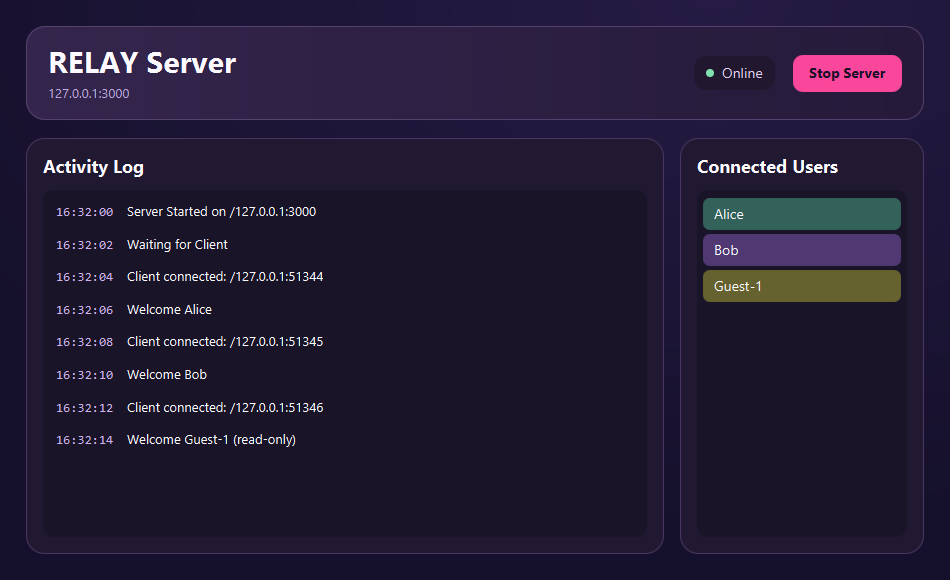 RELAY Server
127.0.0.1:3000
Online
Stop Server
Activity Log
16:32:00 Server Started on /127.0.0.1:3000
16:32:02 Waiting for Client
16:32:04 Client connected: /127.0.0.1:51344
16:32:06 Welcome Alice
16:32:08 Client connected: /127.0.0.1:51345
16:32:10 Welcome Bob
16:32:12 Client connected: /127.0.0.1:51346
16:32:14 Welcome Guest-1 (read-only)
Connected Users
Alice
Bob
Guest-1